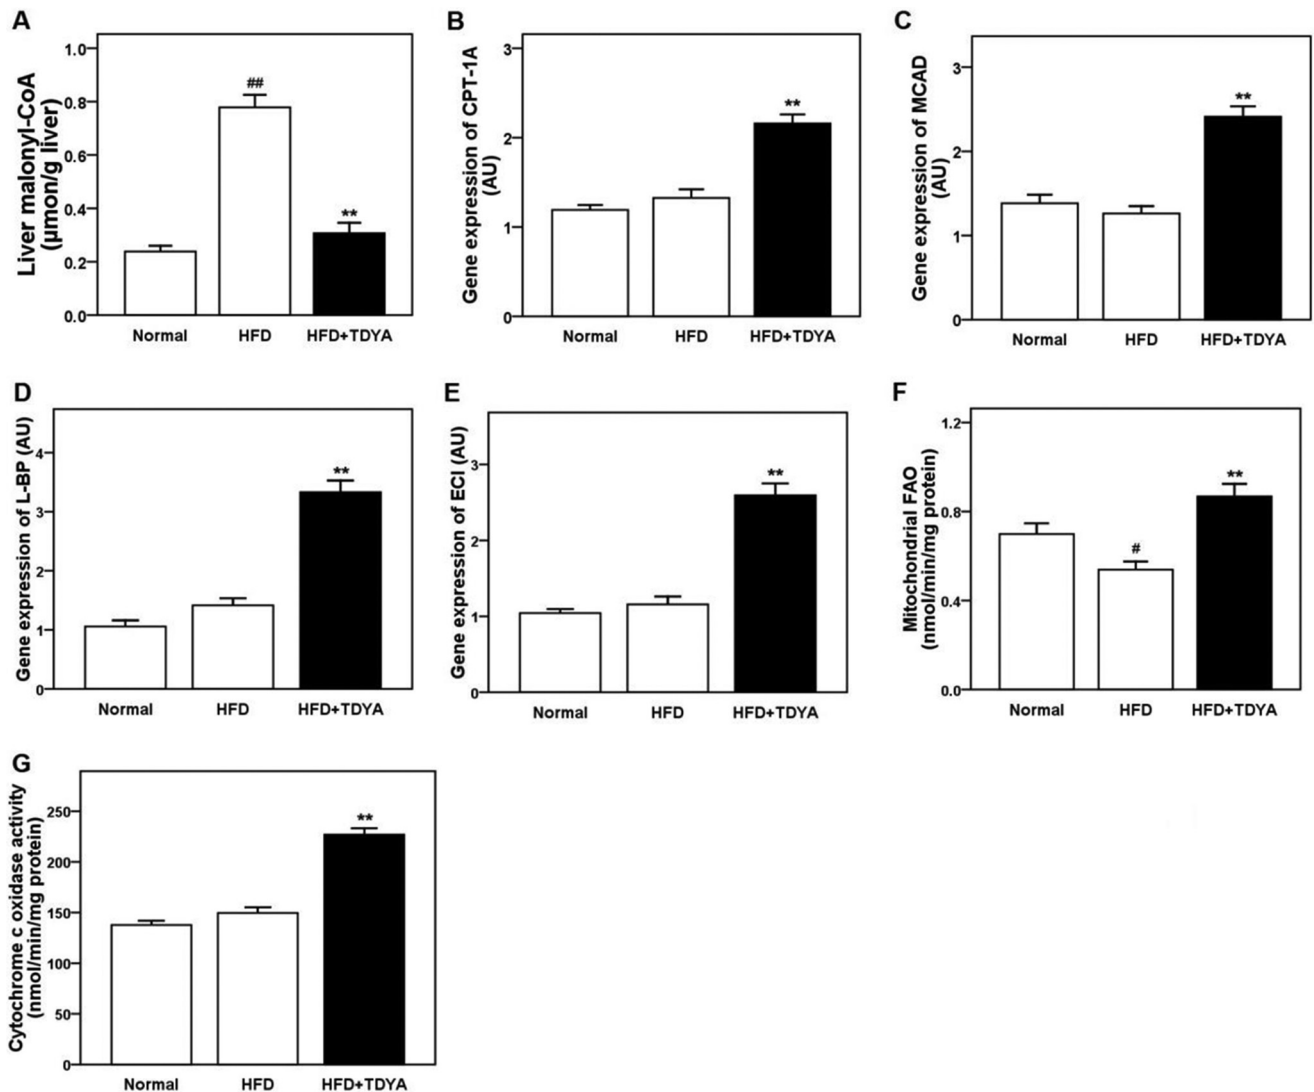 A
Liver malonyl-CoA
(μmon/g liver)
1.0
0.8
0.6
0.4
0.2
0.0
##
**
Normal HFD HFD+TDYA
B
Gene expression of CPT-1A
(AU)
3
2
1
0
**
Normal HFD HFD+TDYA
C
Gene expression of MCAD
(AU)
3
2
1
0
**
Normal HFD HFD+TDYA
D
Gene expression of L-BP (AU)
4
3
2
1
0
**
Normal HFD HFD+TDYA
E
Gene expression of ECI (AU)
3
2
1
0
**
Normal HFD HFD+TDYA
F
Mitochondrial FAO
(nmol/min/mg protein)
1.2
0.8
0.4
0.0
#
**
Normal HFD HFD+TDYA
G
Cytochrome c oxidase activity
(nmol/min/mg protein)
250
200
150
100
50
0
**
Normal HFD HFD+TDYA